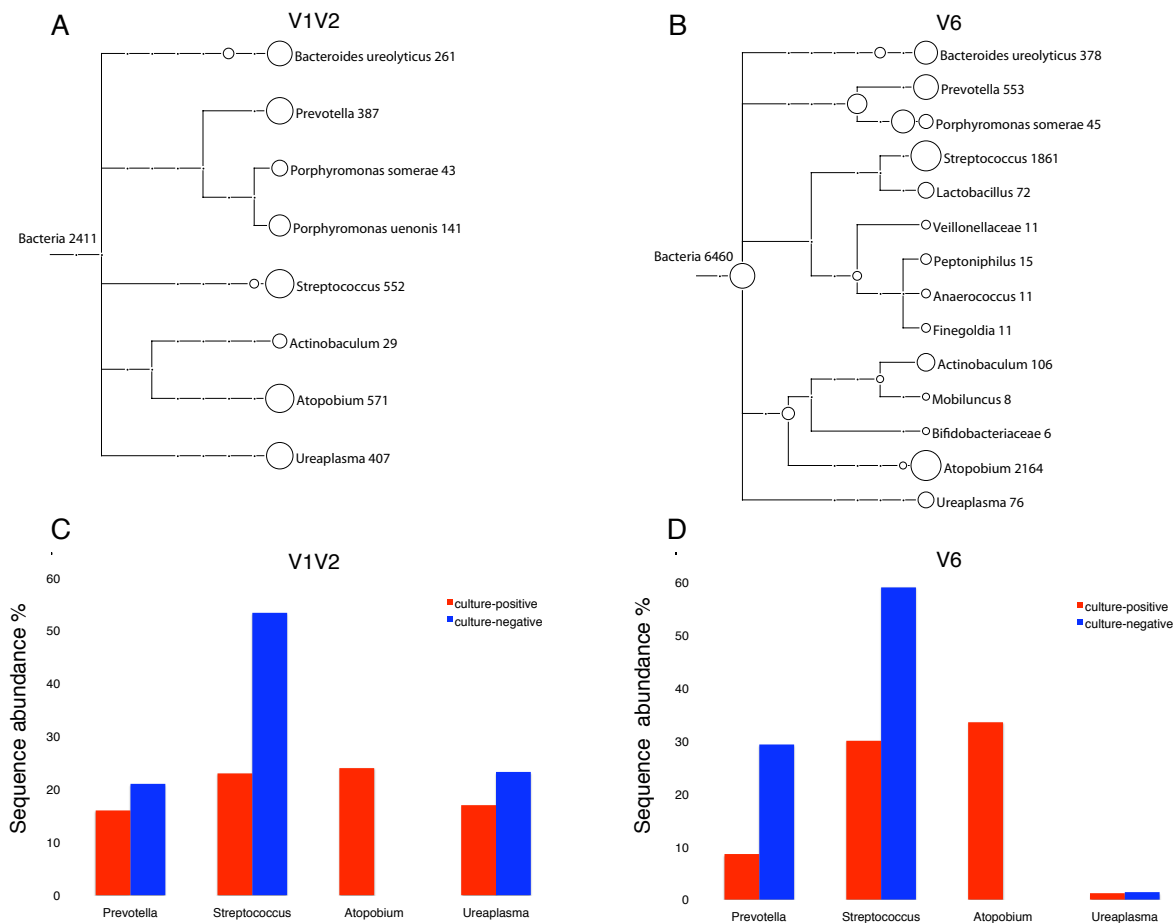 A
V1V2
Bacteroides ureolyticus 261
Prevotella 387
Porphyromonas somerae 43
Porphyromonas uenonis 141
Bacteria 2411
Streptococcus 552
Actinobaculum 29
Atopobium 571
Ureaplasma 407
B
V6
Bacteroides ureolyticus 378
Prevotella 553
Porphyromonas somerae 45
Streptococcus 1861
Lactobacillus 72
Veillonellaceae 11
Bacteria 6460
Peptoniphilus 15
Anaerococcus 11
Finegoldia 11
Actinobaculum 106
Mobiluncus 8
Bifidobacteriaceae 6
Atopobium 2164
Ureaplasma 76
C
V1V2
Sequence abundance %
60
50
40
30
20
10
0
culture-positive
culture-negative
Prevotella
Streptococcus
Atopobium
Ureaplasma
D
V6
Sequence abundance %
60
50
40
30
20
10
0
culture-positive
culture-negative
Prevotella
Streptococcus
Atopobium
Ureaplasma